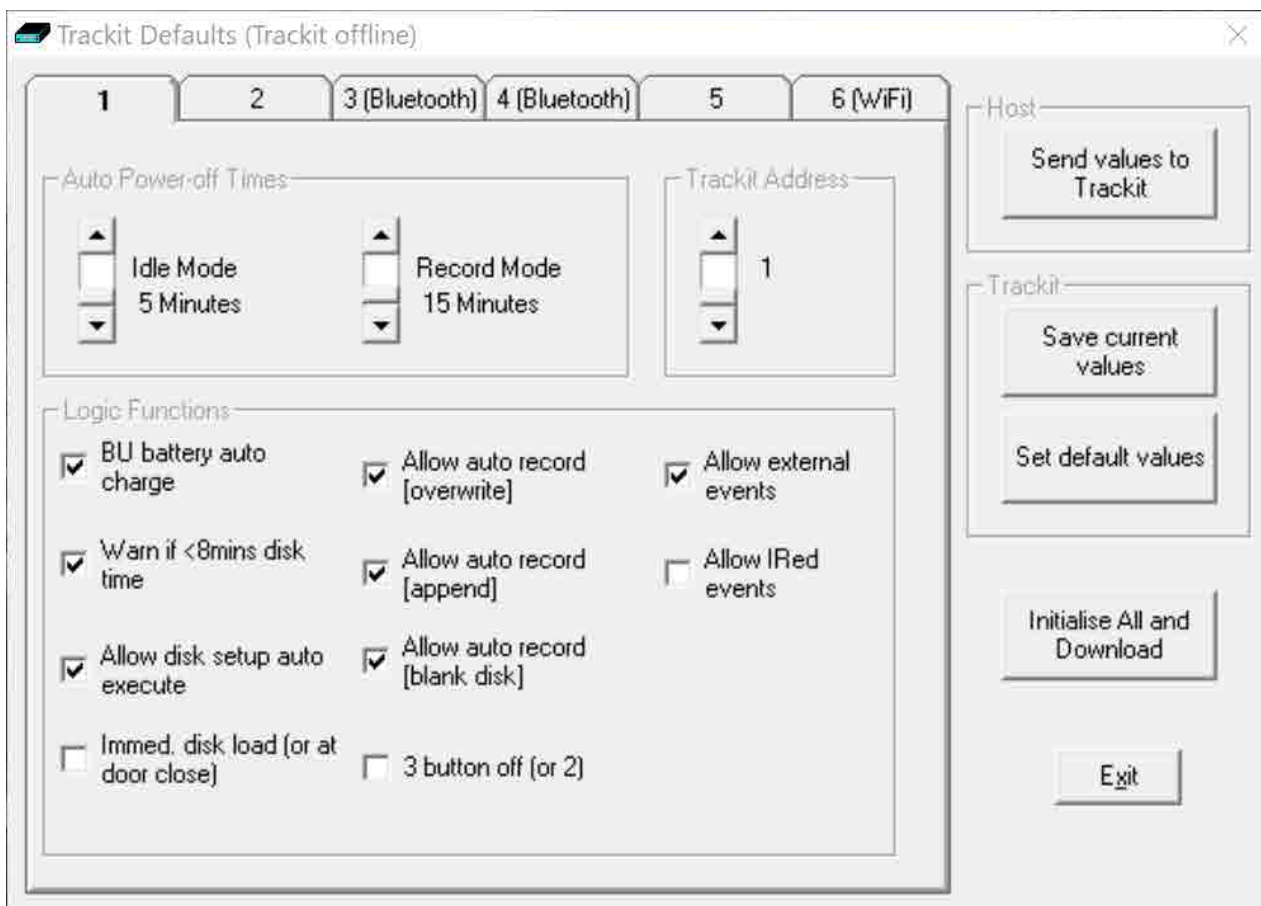 Trackit Defaults (Trackit offline)
1
2
3 (Bluetooth)
4 (Bluetooth)
5
6 (WiFi)
Auto Power-off Times
Idle Mode
5 Minutes
Record Mode
15 Minutes
Trackit Address
1
Logic Functions
BU battery auto
charge
Warn if <8mins disk
time
Allow disk setup auto
execute
Immed. disk load (or at
door close)
Allow auto record
[overwrite]
Allow auto record
[append]
Allow auto record
[blank disk]
3 button off (or 2)
Allow external
events
Allow IRed
events
Host
Send values to
Trackit
Trackit
Save current
values
Set default values
Initialise All and
Download
Exit